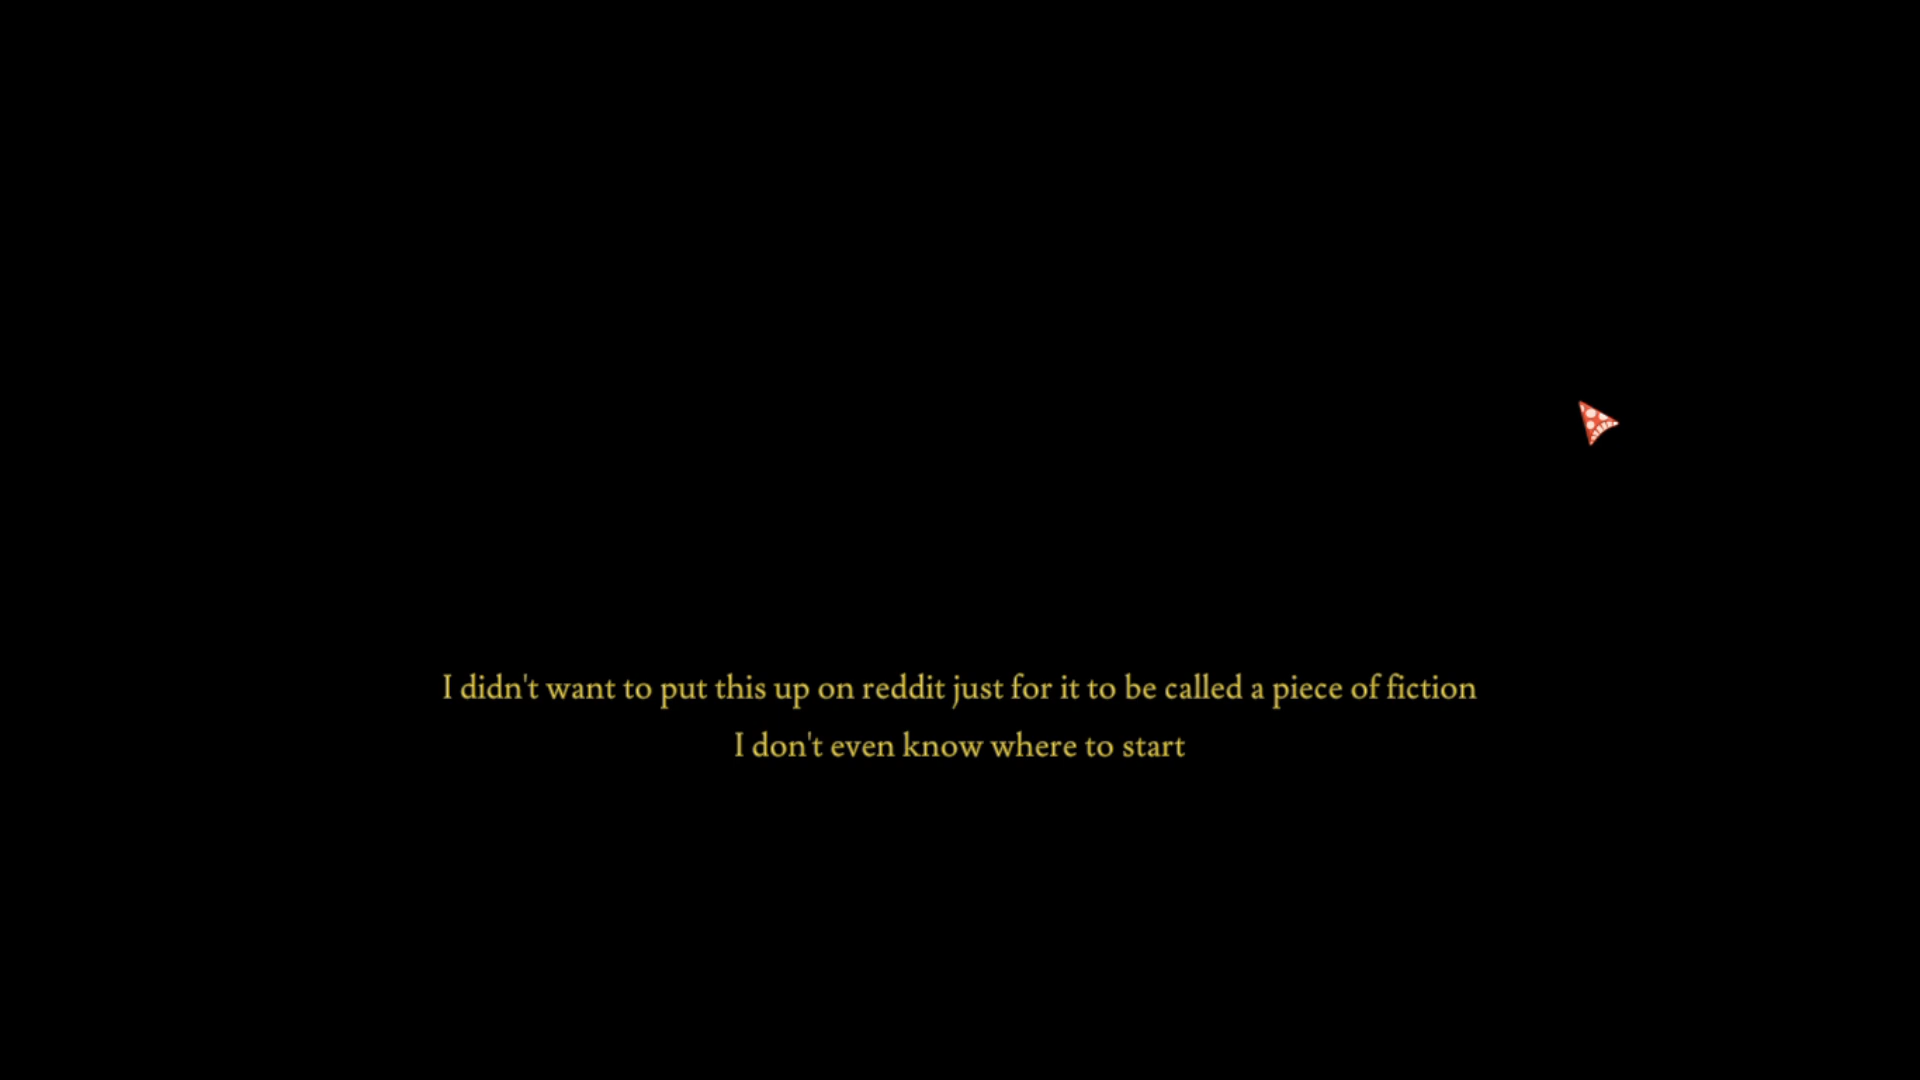 I didn't want to put this up on reddit just for it to be called a piece of fiction
I don't even know where to start